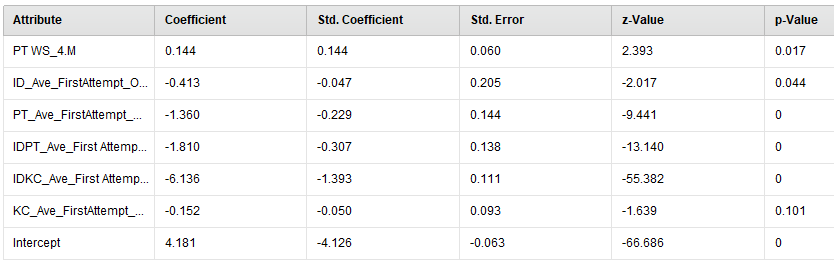 Attribute Coefficient Std. Coefficient Std. Error z-Value p-Value
PT WS_4.M 0.144 0.144 0.060 2.393 0.017
ID_Ave_FirstAttempt_O... -0.413 -0.047 0.205 -2.017 0.044
PT_Ave_FirstAttempt_... -1.360 -0.229 0.144 -9.441 0
IDPT_Ave_First Attemp... -1.810 -0.307 0.138 -13.140 0
IDKC_Ave_First Attemp... -6.136 -1.393 0.111 -55.382 0
KC_Ave_FirstAttempt_... -0.152 -0.050 0.093 -1.639 0.101
Intercept 4.181 -4.126 -0.063 -66.686 0